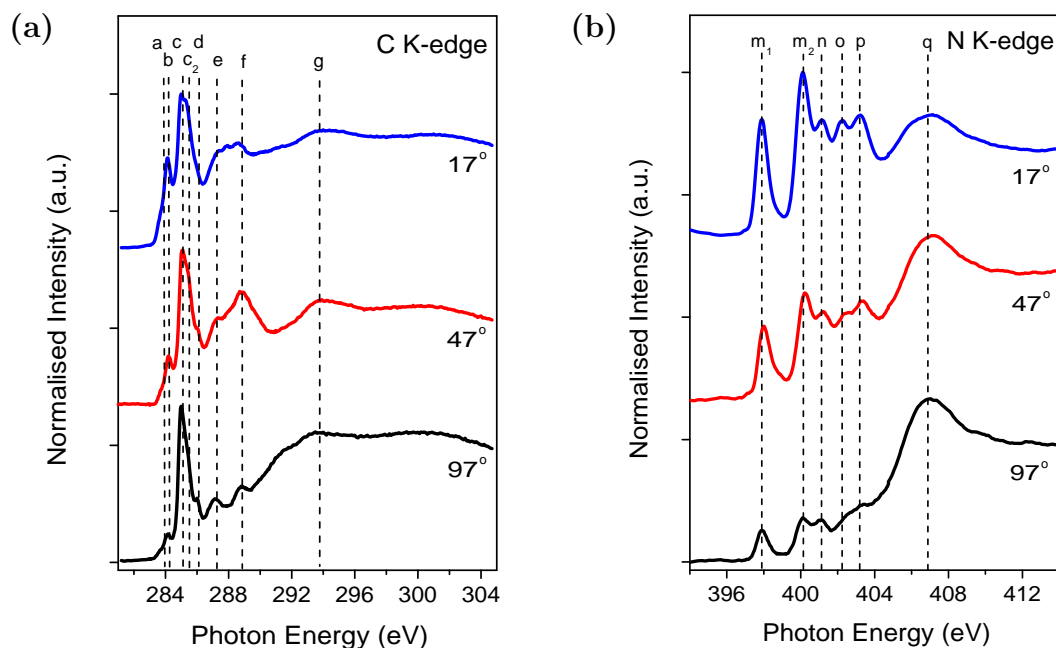 (a)
C K-edge
a b c c₂ d e f g
17°
47°
97°
Normalised Intensity (a.u.)
284 288 292 296 300 304
Photon Energy (eV)
(b)
N K-edge
m₁ m₂ n o p q
17°
47°
97°
Normalised Intensity (a.u.)
396 400 404 408 412
Photon Energy (eV)